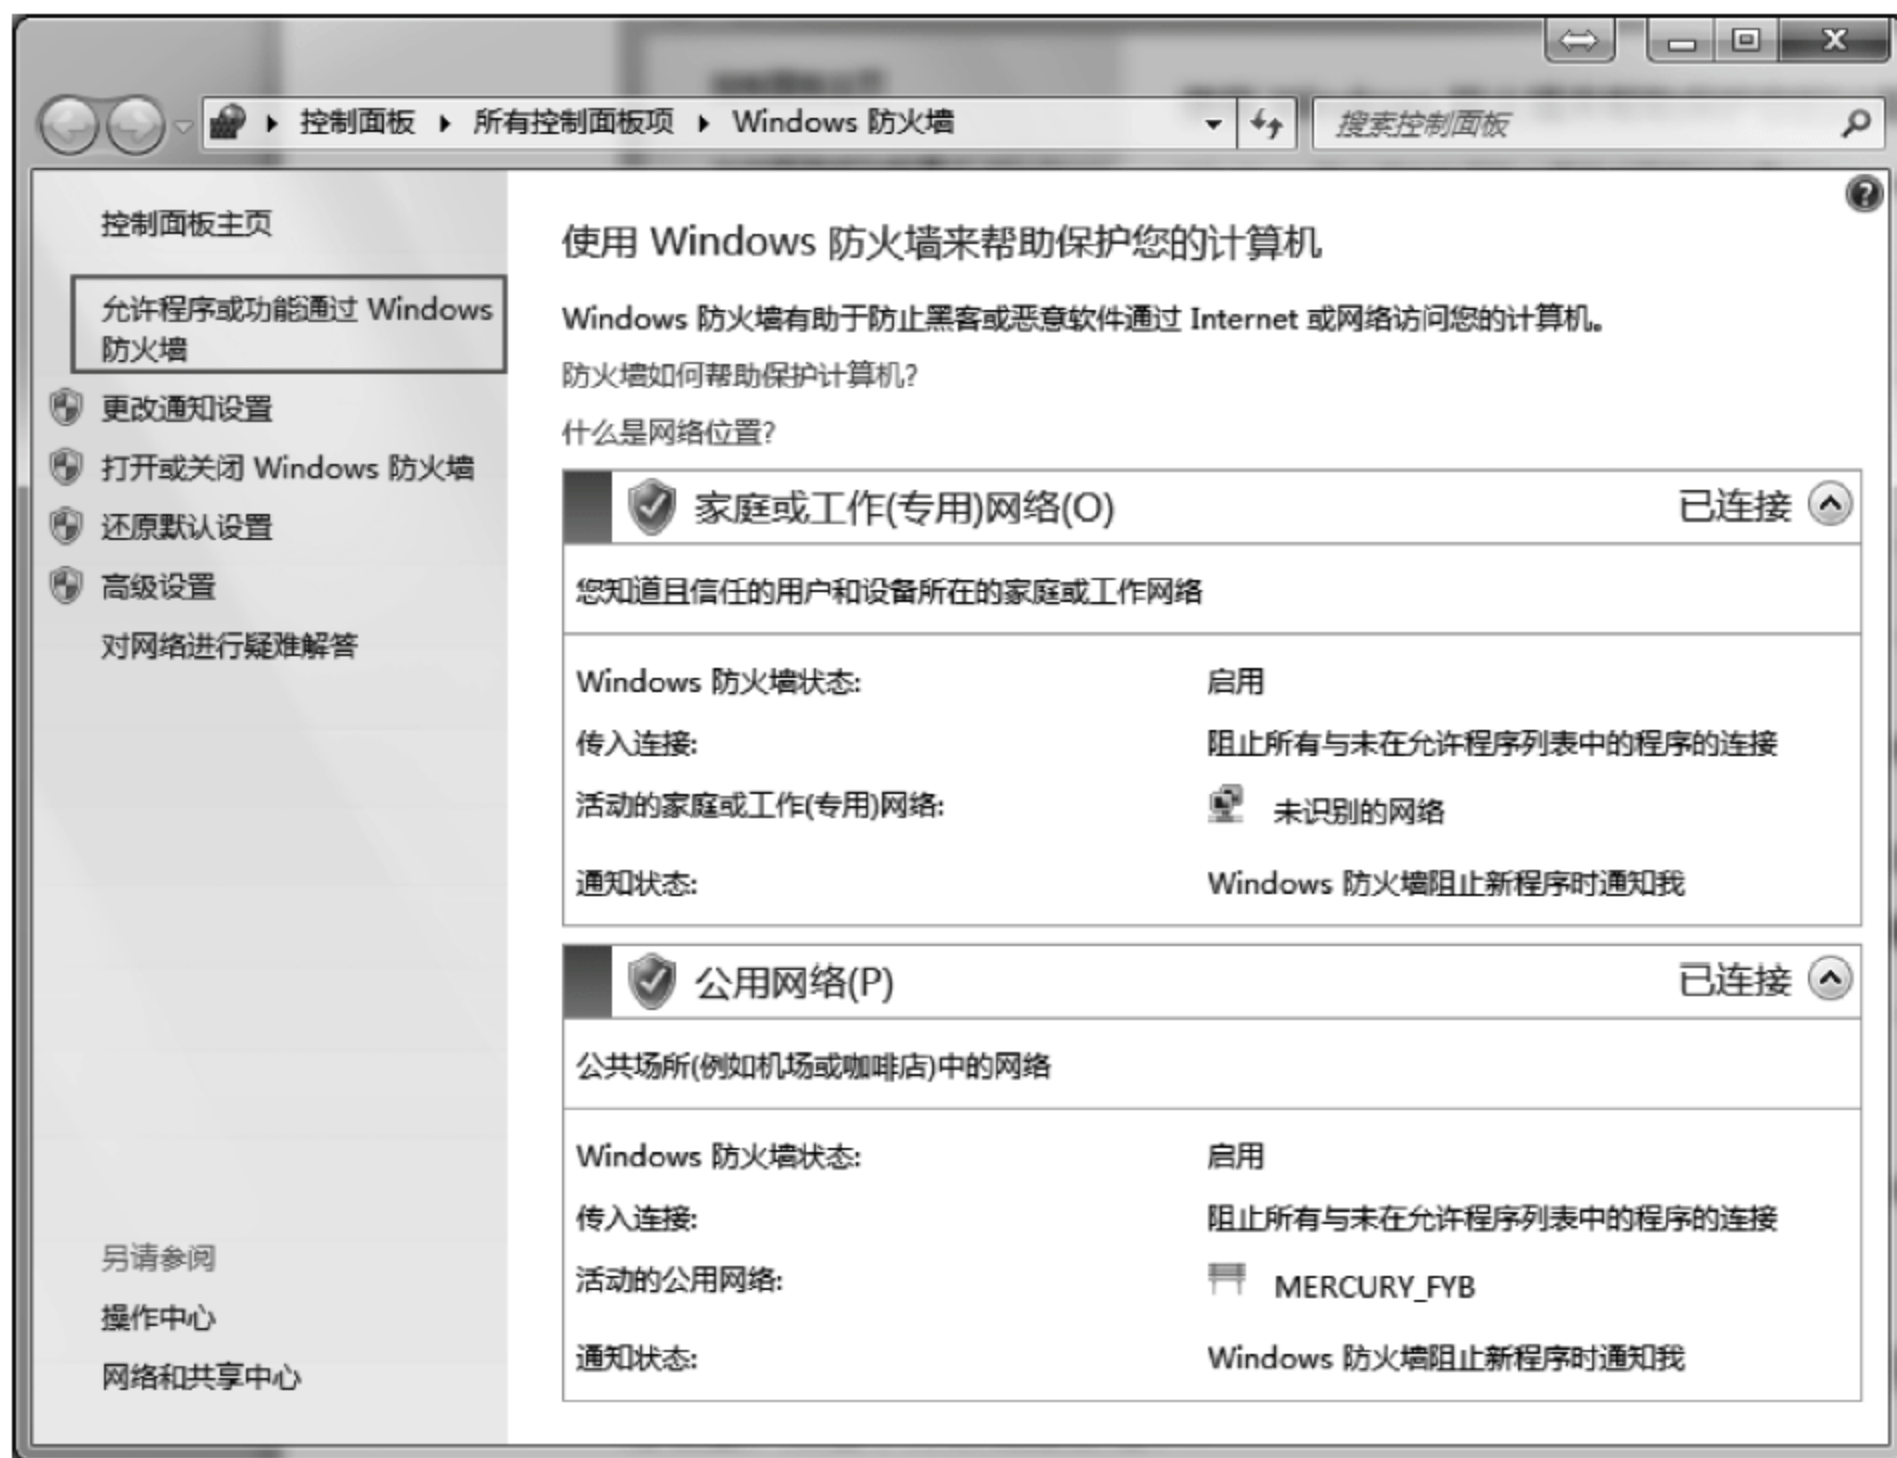 控制面板 ▸ 所有控制面板项 ▸ Windows 防火墙
搜索控制面板
控制面板主页
允许程序或功能通过 Windows
防火墙
更改通知设置
打开或关闭 Windows 防火墙
还原默认设置
高级设置
对网络进行疑难解答
另请参阅
操作中心
网络和共享中心
使用 Windows 防火墙来帮助保护您的计算机
Windows 防火墙有助于防止黑客或恶意软件通过 Internet 或网络访问您的计算机。
防火墙如何帮助保护计算机?
什么是网络位置?
家庭或工作(专用)网络(O) 已连接
您知道且信任的用户和设备所在的家庭或工作网络
Windows 防火墙状态: 启用
传入连接: 阻止所有与未在允许程序列表中的程序的连接
活动的家庭或工作(专用)网络: 未识别的网络
通知状态: Windows 防火墙阻止新程序时通知我
公用网络(P) 已连接
公共场所(例如机场或咖啡店)中的网络
Windows 防火墙状态: 启用
传入连接: 阻止所有与未在允许程序列表中的程序的连接
活动的公用网络: MERCURY_FYB
通知状态: Windows 防火墙阻止新程序时通知我